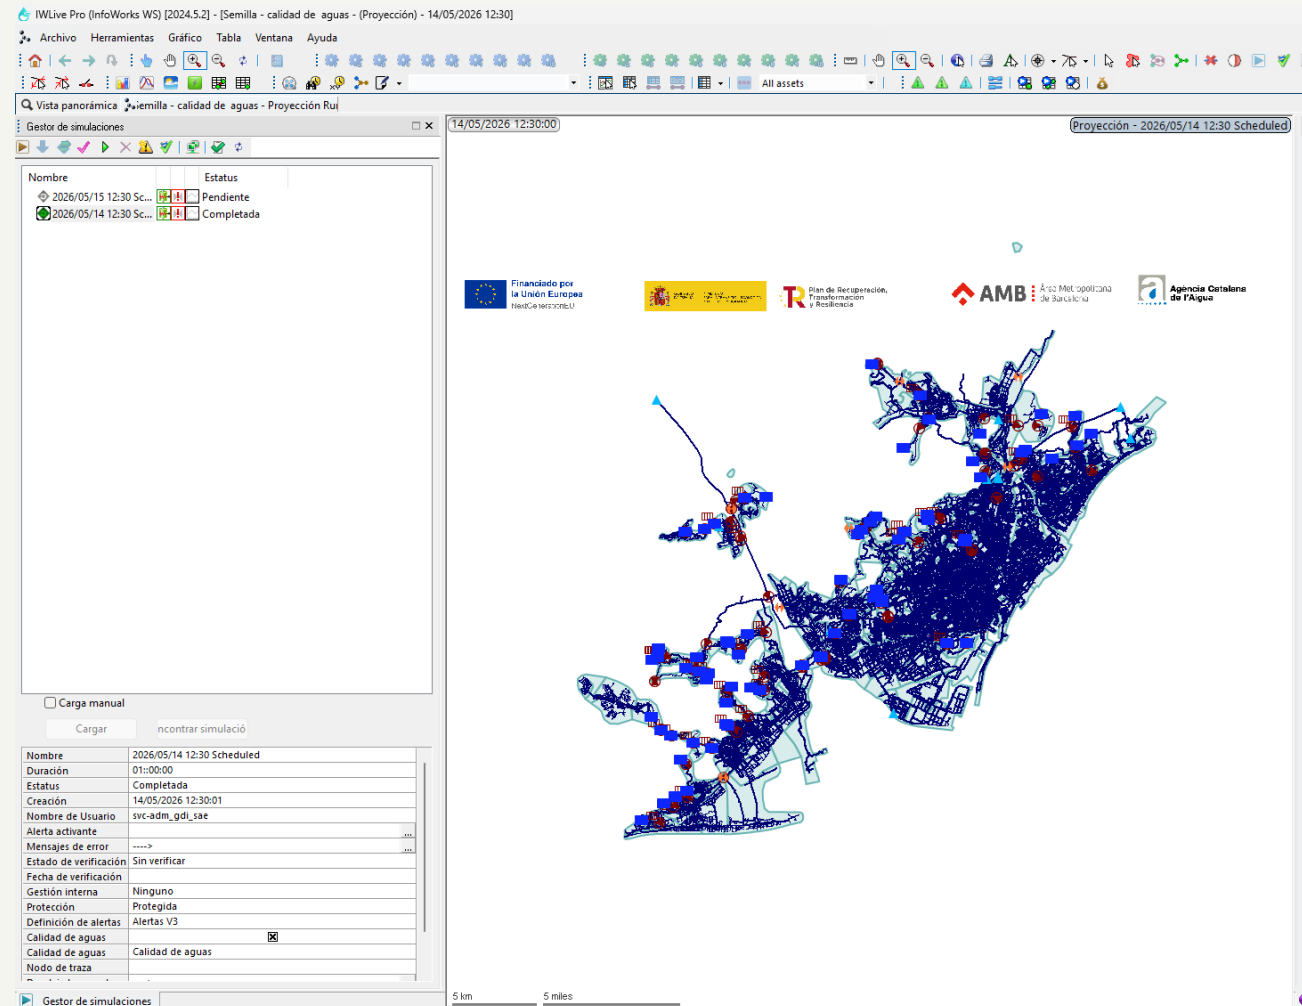 IWLive Pro (InfoWorks WS) [2024.5.2] - [Semilla - calidad de aguas - (Proyección) - 14/05/2026 12:30]
Archivo Herramientas Gráfico Tabla Ventana Ayuda
All assets
Vista panorámica emilla - calidad de aguas - Proyección Ru
Gestor de simulaciones
14/05/2026 12:30:00
Proyección - 2026/05/14 12:30 Scheduled
Nombre Estatus
2026/05/15 12:30 Sc... Pendiente
2026/05/14 12:30 Sc... Completada
Financiado por
la Unión Europea
NextGenerationEU
Plan de Recuperación,
Transformación
y Resiliencia
AMB Àrea Metropolitana
de Barcelona
Agència Catalana
de l'Aigua
Carga manual
Cargar ncontrar simulació
Nombre 2026/05/14 12:30 Scheduled
Duración 01::00:00
Estatus Completada
Creación 14/05/2026 12:30:01
Nombre de Usuario svc-adm_gdi_sae
Alerta activante ...
Mensajes de error ----> ...
Estado de verificación Sin verificar
Fecha de verificación
Gestión interna Ninguno
Protección Protegida
Definición de alertas Alertas V3
Calidad de aguas
Calidad de aguas Calidad de aguas
Nodo de traza
Gestor de simulaciones
5 km 5 miles